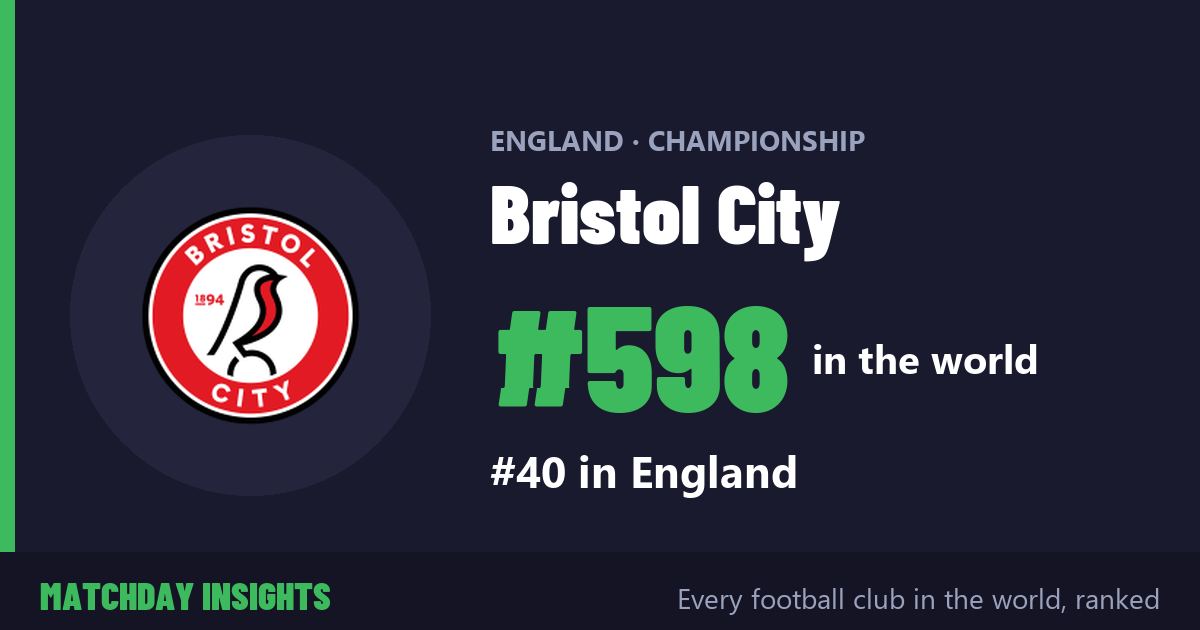 ENGLAND · CHAMPIONSHIP
Bristol City
BRISTOL
1894
CITY
#598 in the world
#40 in England
MATCHDAY INSIGHTS
Every football club in the world, ranked